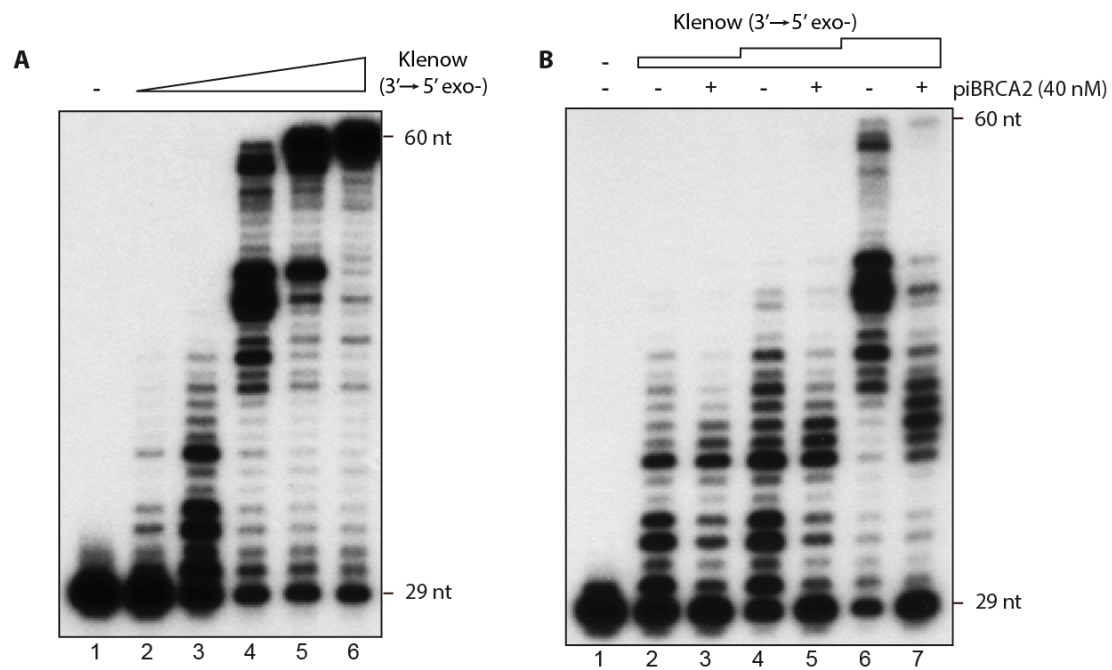 A
Klenow
(3'→ 5' exo-)
-
60 nt
29 nt
1 2 3 4 5 6
B
Klenow (3'→5' exo-)
-
- - + - + - + piBRCA2 (40 nM)
60 nt
29 nt
1 2 3 4 5 6 7